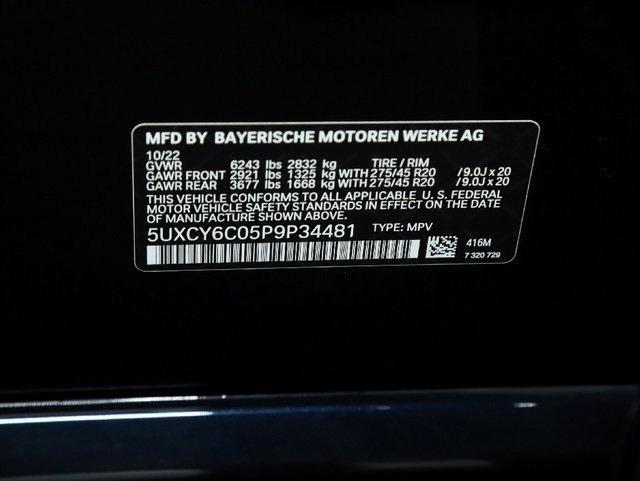 MFD BY BAYERISCHE MOTOREN WERKE AG
10/22
GVWR 6243 lbs 2832 kg TIRE / RIM
GAWR FRONT 2921 lbs 1325 kg WITH 275/45 R20 /9.0J x 20
GAWR REAR 3677 lbs 1668 kg WITH 275/45 R20 /9.0J x 20
THIS VEHICLE CONFORMS TO ALL APPLICABLE U. S. FEDERAL
MOTOR VEHICLE SAFETY STANDARDS IN EFFECT ON THE DATE OF
MANUFACTURE SHOWN ABOVE.
5UXCY6C05P9P34481 TYPE: MPV
416M
7 320 729